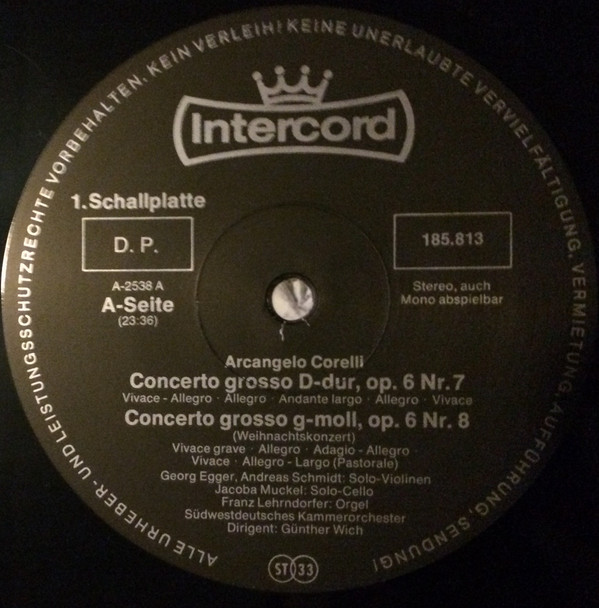 ALLE URHEBER- UND LEISTUNGSSCHUTZRECHTE VORBEHALTEN. KEIN VERLEIH! KEINE UNERLAUBTE VERVIELFÄLTIGUNG, VERMIETUNG, AUFFÜHRUNG, SENDUNG!
Intercord
1. Schallplatte
D. P.
185.813
A-2538 A
A-Seite
(23:36)
Stereo, auch
Mono abspielbar
Arcangelo Corelli
Concerto grosso D-dur, op. 6 Nr. 7
Vivace - Allegro · Allegro · Andante largo · Allegro · Vivace
Concerto grosso g-moll, op. 6 Nr. 8
(Weihnachtskonzert)
Vivace grave · Allegro · Adagio - Allegro
Vivace · Allegro - Largo (Pastorale)
Georg Egger, Andreas Schmidt: Solo-Violinen
Jacoba Muckel: Solo-Cello
Franz Lehrndorfer: Orgel
Südwestdeutsches Kammerorchester
Dirigent: Günther Wich
ST 33